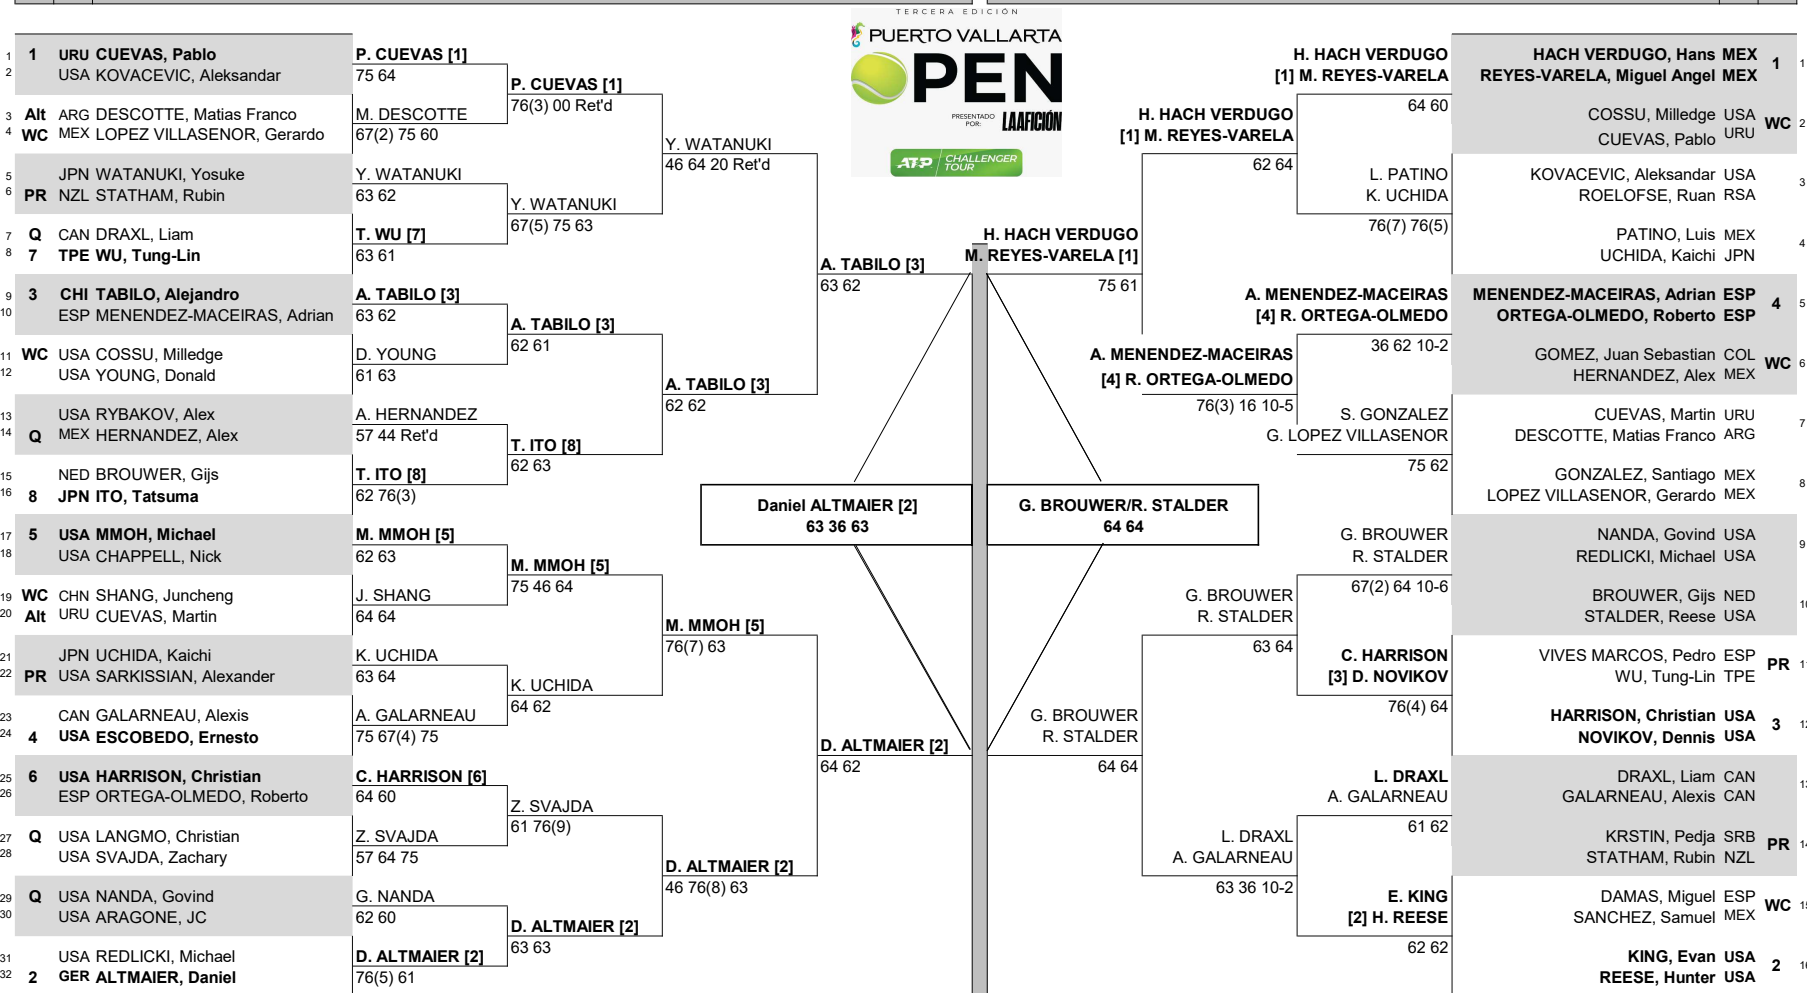 TERCERA EDICIÓN
PUERTO VALLARTA
OPEN
PRESENTADO POR: LAAFICIÓN
ATP CHALLENGER TOUR
1 1 URU CUEVAS, Pablo
2 USA KOVACEVIC, Aleksandar
3 Alt ARG DESCOTTE, Matias Franco
4 WC MEX LOPEZ VILLASENOR, Gerardo
5 JPN WATANUKI, Yosuke
6 PR NZL STATHAM, Rubin
7 Q CAN DRAXL, Liam
8 7 TPE WU, Tung-Lin
9 3 CHI TABILO, Alejandro
10 ESP MENENDEZ-MACEIRAS, Adrian
11 WC USA COSSU, Milledge
12 USA YOUNG, Donald
13 USA RYBAKOV, Alex
14 Q MEX HERNANDEZ, Alex
15 NED BROUWER, Gijs
16 8 JPN ITO, Tatsuma
17 5 USA MMOH, Michael
18 USA CHAPPELL, Nick
19 WC CHN SHANG, Juncheng
20 Alt URU CUEVAS, Martin
21 JPN UCHIDA, Kaichi
22 PR USA SARKISSIAN, Alexander
23 CAN GALARNEAU, Alexis
24 4 USA ESCOBEDO, Ernesto
25 6 USA HARRISON, Christian
26 ESP ORTEGA-OLMEDO, Roberto
27 Q USA LANGMO, Christian
28 USA SVAJDA, Zachary
29 Q USA NANDA, Govind
30 USA ARAGONE, JC
31 USA REDLICKI, Michael
32 2 GER ALTMAIER, Daniel
P. CUEVAS [1]
75 64
M. DESCOTTE
67(2) 75 60
Y. WATANUKI
63 62
T. WU [7]
63 61
A. TABILO [3]
63 62
D. YOUNG
61 63
A. HERNANDEZ
57 44 Ret'd
T. ITO [8]
62 76(3)
M. MMOH [5]
62 63
J. SHANG
64 64
K. UCHIDA
63 64
A. GALARNEAU
75 67(4) 75
C. HARRISON [6]
64 60
Z. SVAJDA
57 64 75
G. NANDA
62 60
D. ALTMAIER [2]
76(5) 61
P. CUEVAS [1]
76(3) 00 Ret'd
Y. WATANUKI
67(5) 75 63
A. TABILO [3]
62 61
T. ITO [8]
62 63
M. MMOH [5]
75 46 64
K. UCHIDA
64 62
Z. SVAJDA
61 76(9)
D. ALTMAIER [2]
63 63
Y. WATANUKI
46 64 20 Ret'd
A. TABILO [3]
62 62
M. MMOH [5]
76(7) 63
D. ALTMAIER [2]
46 76(8) 63
A. TABILO [3]
63 62
D. ALTMAIER [2]
64 62
Daniel ALTMAIER [2]
63 36 63
G. BROUWER/R. STALDER
64 64
H. HACH VERDUGO
M. REYES-VARELA [1]
75 61
G. BROUWER
R. STALDER
64 64
H. HACH VERDUGO
[1] M. REYES-VARELA
62 64
A. MENENDEZ-MACEIRAS
[4] R. ORTEGA-OLMEDO
76(3) 16 10-5
G. BROUWER
R. STALDER
63 64
L. DRAXL
A. GALARNEAU
63 36 10-2
H. HACH VERDUGO
[1] M. REYES-VARELA
64 60
L. PATINO
K. UCHIDA
76(7) 76(5)
A. MENENDEZ-MACEIRAS
[4] R. ORTEGA-OLMEDO
36 62 10-2
S. GONZALEZ
G. LOPEZ VILLASENOR
75 62
G. BROUWER
R. STALDER
67(2) 64 10-6
C. HARRISON
[3] D. NOVIKOV
76(4) 64
L. DRAXL
A. GALARNEAU
61 62
E. KING
[2] H. REESE
62 62
HACH VERDUGO, Hans MEX 1 1
REYES-VARELA, Miguel Angel MEX
COSSU, Milledge USA WC 2
CUEVAS, Pablo URU
KOVACEVIC, Aleksandar USA 3
ROELOFSE, Ruan RSA
PATINO, Luis MEX 4
UCHIDA, Kaichi JPN
MENENDEZ-MACEIRAS, Adrian ESP 4 5
ORTEGA-OLMEDO, Roberto ESP
GOMEZ, Juan Sebastian COL WC 6
HERNANDEZ, Alex MEX
CUEVAS, Martin URU 7
DESCOTTE, Matias Franco ARG
GONZALEZ, Santiago MEX 8
LOPEZ VILLASENOR, Gerardo MEX
NANDA, Govind USA 9
REDLICKI, Michael USA
BROUWER, Gijs NED
STALDER, Reese USA
VIVES MARCOS, Pedro ESP PR
WU, Tung-Lin TPE
HARRISON, Christian USA 3
NOVIKOV, Dennis USA
DRAXL, Liam CAN
GALARNEAU, Alexis CAN
KRSTIN, Pedja SRB PR
STATHAM, Rubin NZL
DAMAS, Miguel ESP WC
SANCHEZ, Samuel MEX
KING, Evan USA 2
REESE, Hunter USA